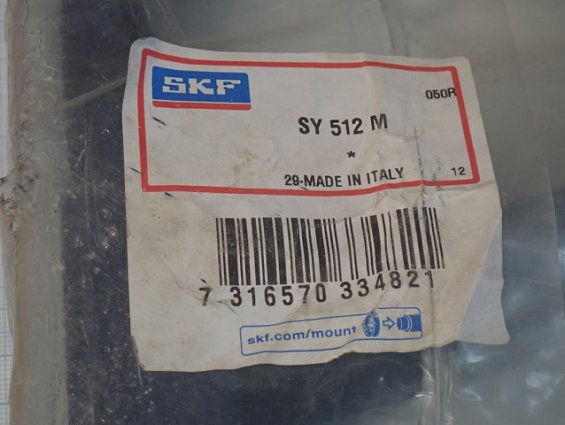 SKF
050R
SY 512 M
*
29-MADE IN ITALY
12
7 316570 334821
skf.com/mount